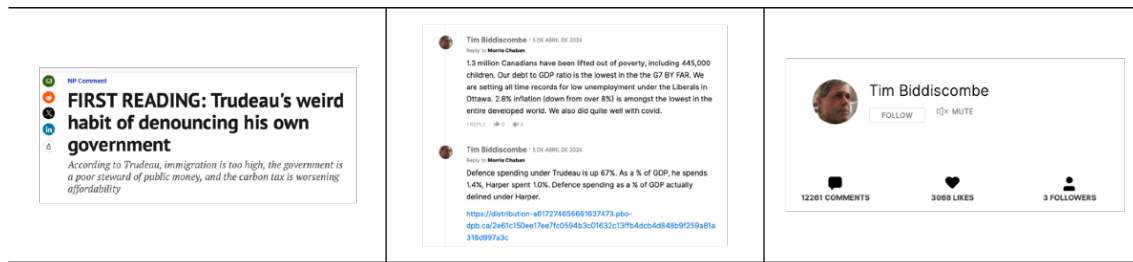 NP Comment
FIRST READING: Trudeau's weird
habit of denouncing his own
government
According to Trudeau, immigration is too high, the government is
a poor steward of public money, and the carbon tax is worsening
affordability
Tim Biddiscombe · 5 DE ABRIL DE 2024
Reply to Morris Chaban
1.3 million Canadians have been lifted out of poverty, including 445,000
children. Our debt to GDP ratio is the lowest in the the G7 BY FAR. We
are setting all time records for low unemployment under the Liberals in
Ottawa. 2.8% inflation (down from over 8%) is amongst the lowest in the
entire developed world. We also did quite well with covid.
1 REPLY 0 4
Tim Biddiscombe · 5 DE ABRIL DE 2024
Reply to Morris Chaban
Defence spending under Trudeau is up 67%. As a % of GDP, he spends
1.4%, Harper spent 1.0%. Defence spending as a % of GDP actually
delined under Harper.
https://distribution-a617274656661637473.pbo-
dpb.ca/2e61c150ee17ee7fc0594b3c01632c13ffb4dcb4d848b9f259a81a
318d997a3c
Tim Biddiscombe
FOLLOW MUTE
12261 COMMENTS 3068 LIKES 3 FOLLOWERS